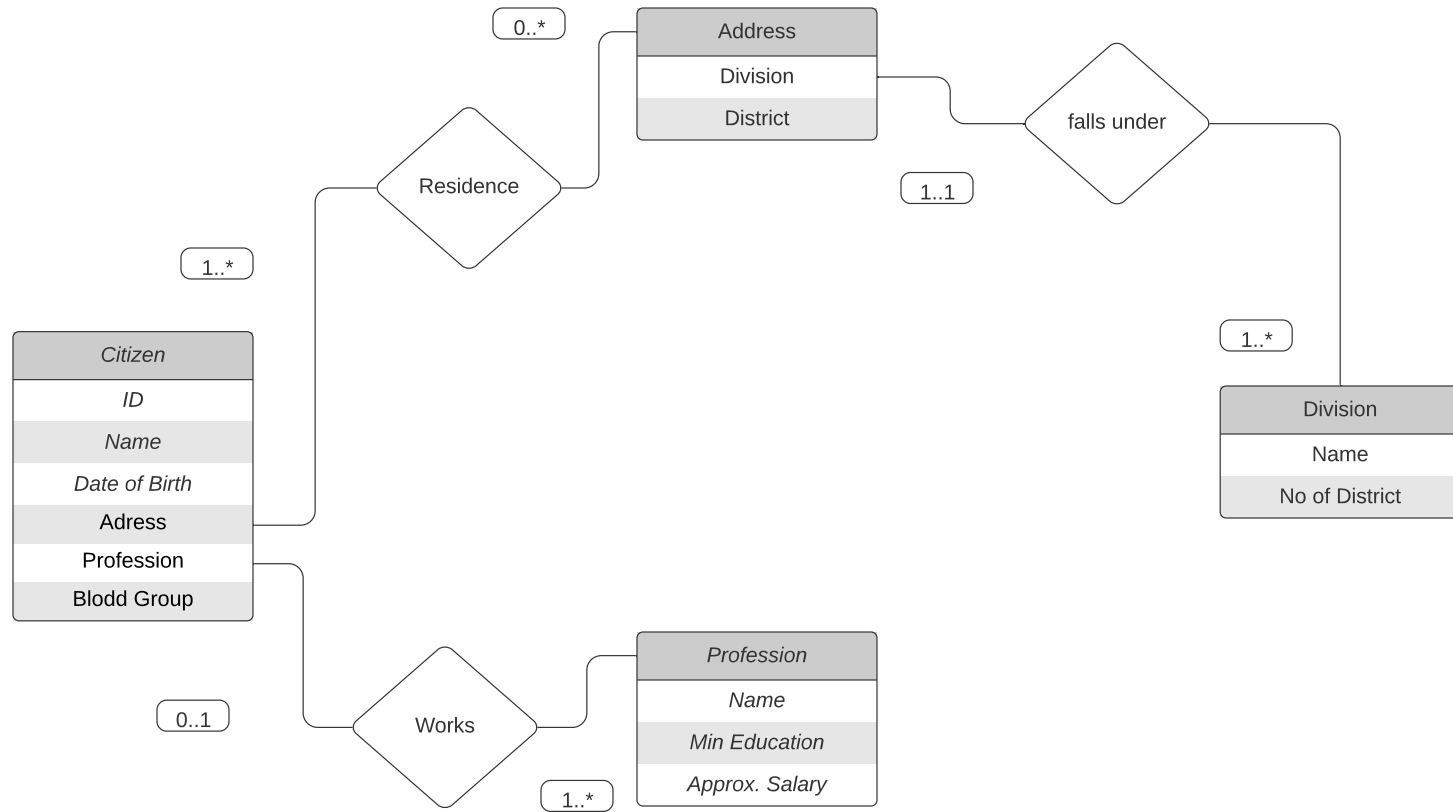 0..*
Address
Division
District
falls under
Residence
1..1
1..*
Citizen
ID
Name
Date of Birth
Adress
Profession
Blodd Group
1..*
Division
Name
No of District
Profession
Name
Min Education
Approx. Salary
Works
0..1
1..*